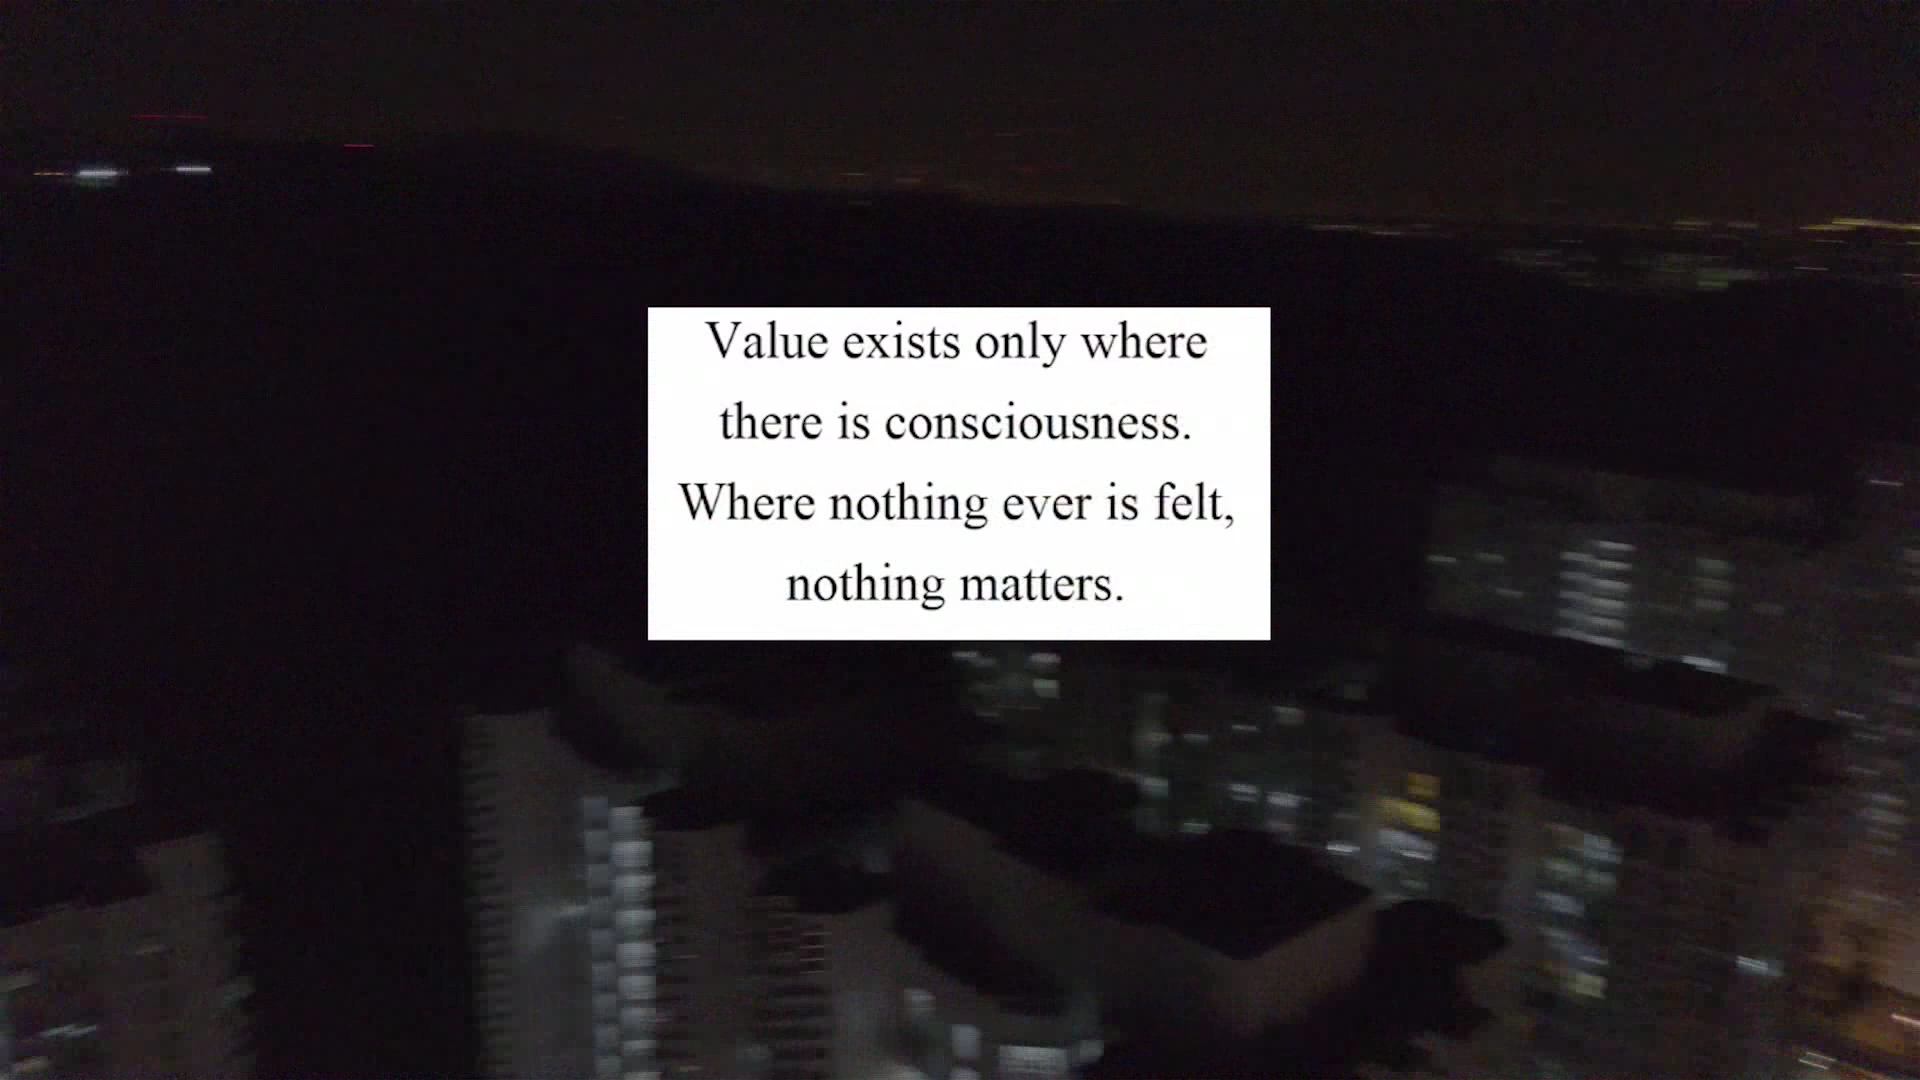 Value exists only where
there is consciousness.
Where nothing ever is felt,
nothing matters.